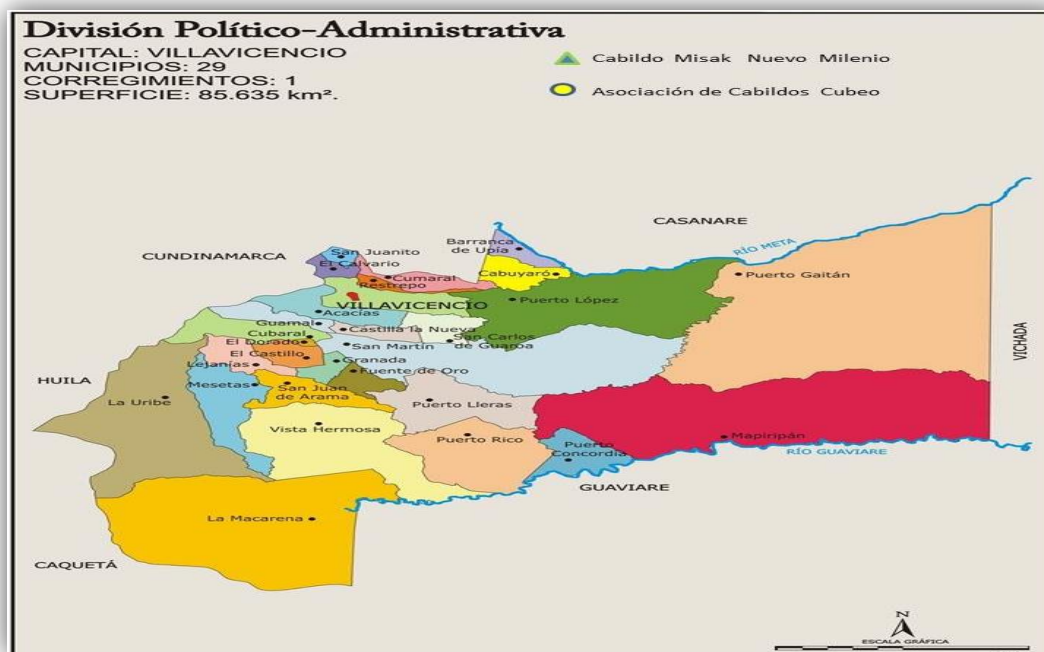 División Político-Administrativa
CAPITAL: VILLAVICENCIO
MUNICIPIOS: 29
CORREGIMIENTOS: 1
SUPERFICIE: 85.635 km².
Cabildo Misak Nuevo Milenio
Asociación de Cabildos Cubeo
CASANARE
RÍO META
CUNDINAMARCA
San Juanito
El Calvario
Barranca
de Upía
Cumaral
Restrepo
Cabuyaró
Puerto Gaitán
VILLAVICENCIO
Puerto López
Acacías
Guamal
Castilla la Nueva
Cubaral
San Carlos
de Guaroa
El Dorado
San Martín
El Castillo
Granada
Lejanías
Fuente de Oro
VICHADA
HUILA
Mesetas
San Juan
de Arama
La Uribe
Puerto Lleras
Vista Hermosa
Puerto Rico
Puerto
Concordia
Mapiripán
RÍO GUAVIARE
GUAVIARE
La Macarena
CAQUETÁ
N
ESCALA GRÁFICA